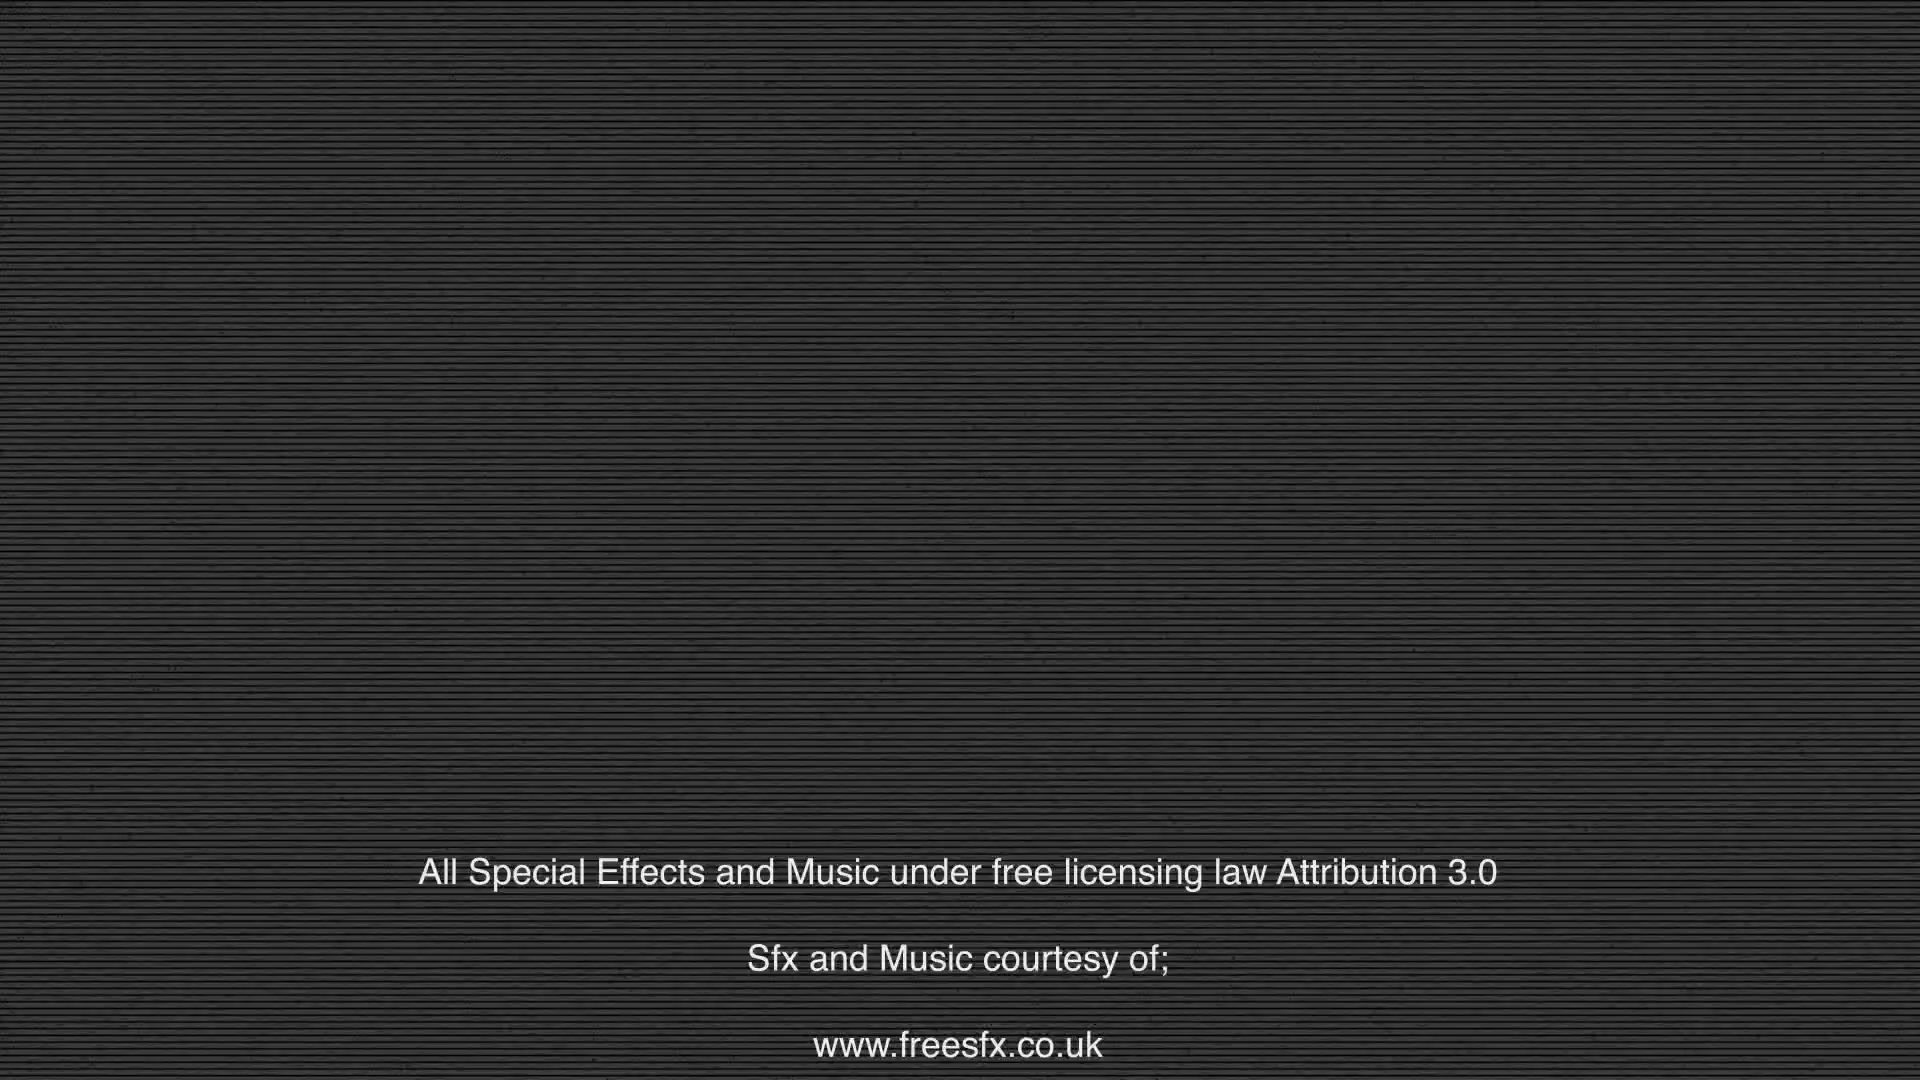 All Special Effects and Music under free licensing law Attribution 3.0
Sfx and Music courtesy of;
www.freesfx.co.uk